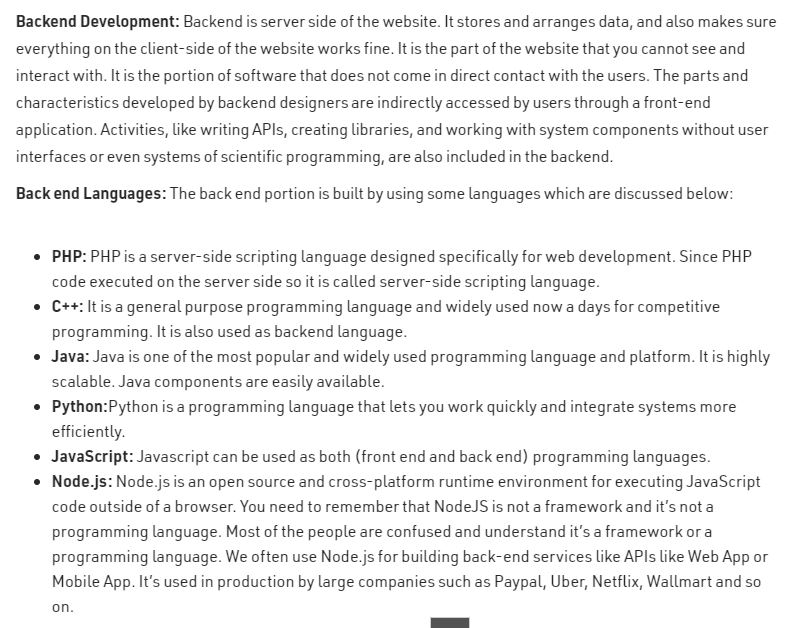 Backend Development: Backend is server side of the website. It stores and arranges data, and also makes sure
everything on the client-side of the website works fine. It is the part of the website that you cannot see and
interact with. It is the portion of software that does not come in direct contact with the users. The parts and
characteristics developed by backend designers are indirectly accessed by users through a front-end
application. Activities, like writing APIs, creating libraries, and working with system components without user
interfaces or even systems of scientific programming, are also included in the backend.
Back end Languages: The back end portion is built by using some languages which are discussed below:
• PHP: PHP is a server-side scripting language designed specifically for web development. Since PHP
code executed on the server side so it is called server-side scripting language.
• C++: It is a general purpose programming language and widely used now a days for competitive
programming. It is also used as backend language.
• Java: Java is one of the most popular and widely used programming language and platform. It is highly
scalable. Java components are easily available.
• Python:Python is a programming language that lets you work quickly and integrate systems more
efficiently.
• JavaScript: Javascript can be used as both (front end and back end) programming languages.
• Node.js: Node.js is an open source and cross-platform runtime environment for executing JavaScript
code outside of a browser. You need to remember that NodeJS is not a framework and it’s not a
programming language. Most of the people are confused and understand it’s a framework or a
programming language. We often use Node.js for building back-end services like APIs like Web App or
Mobile App. It’s used in production by large companies such as Paypal, Uber, Netflix, Wallmart and so
on.